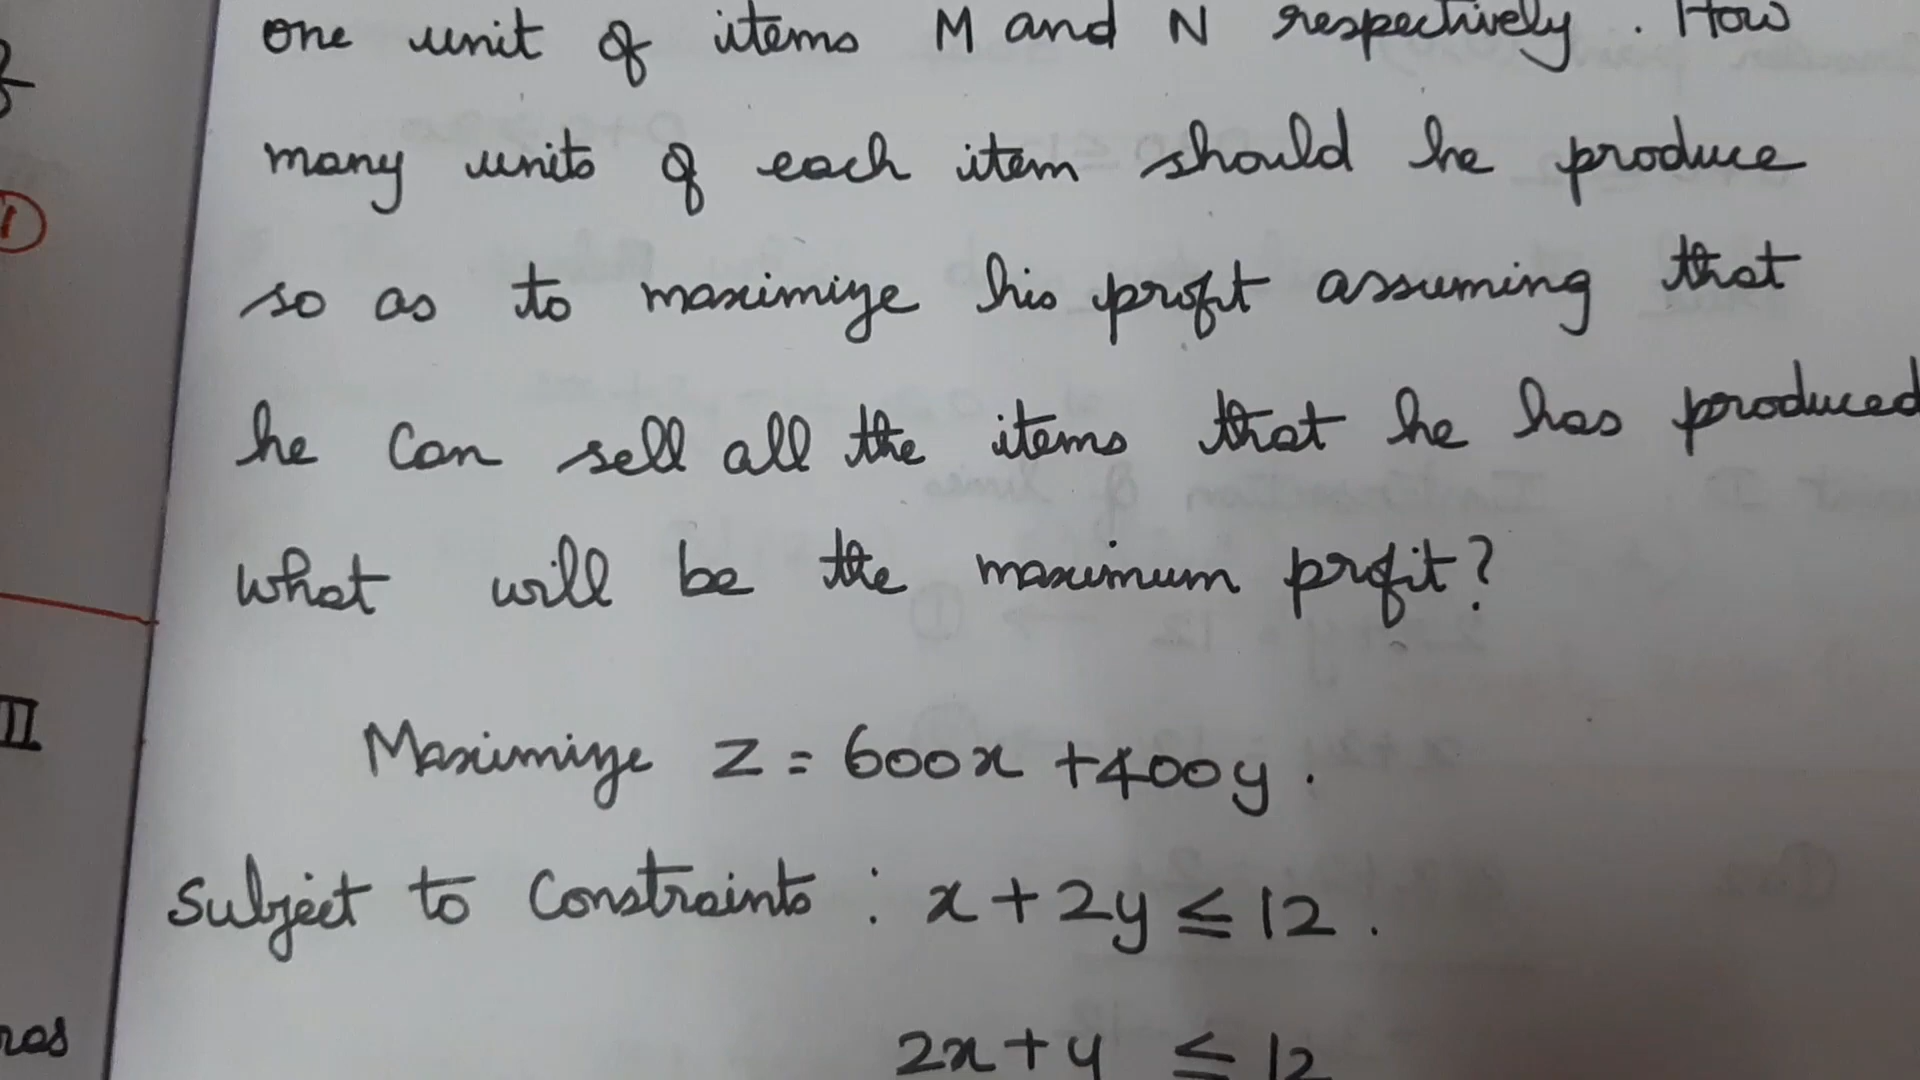 one unit of items M and N respectively. How
many units of each item should he produce
so as to maximize his profit assuming that
he can sell all the items that he has produced
what will be the maximum profit?
Maximize Z = 600x + 400y.
Subject to Constraints : x + 2y ≤ 12.
2x + y ≤ 12
1
II